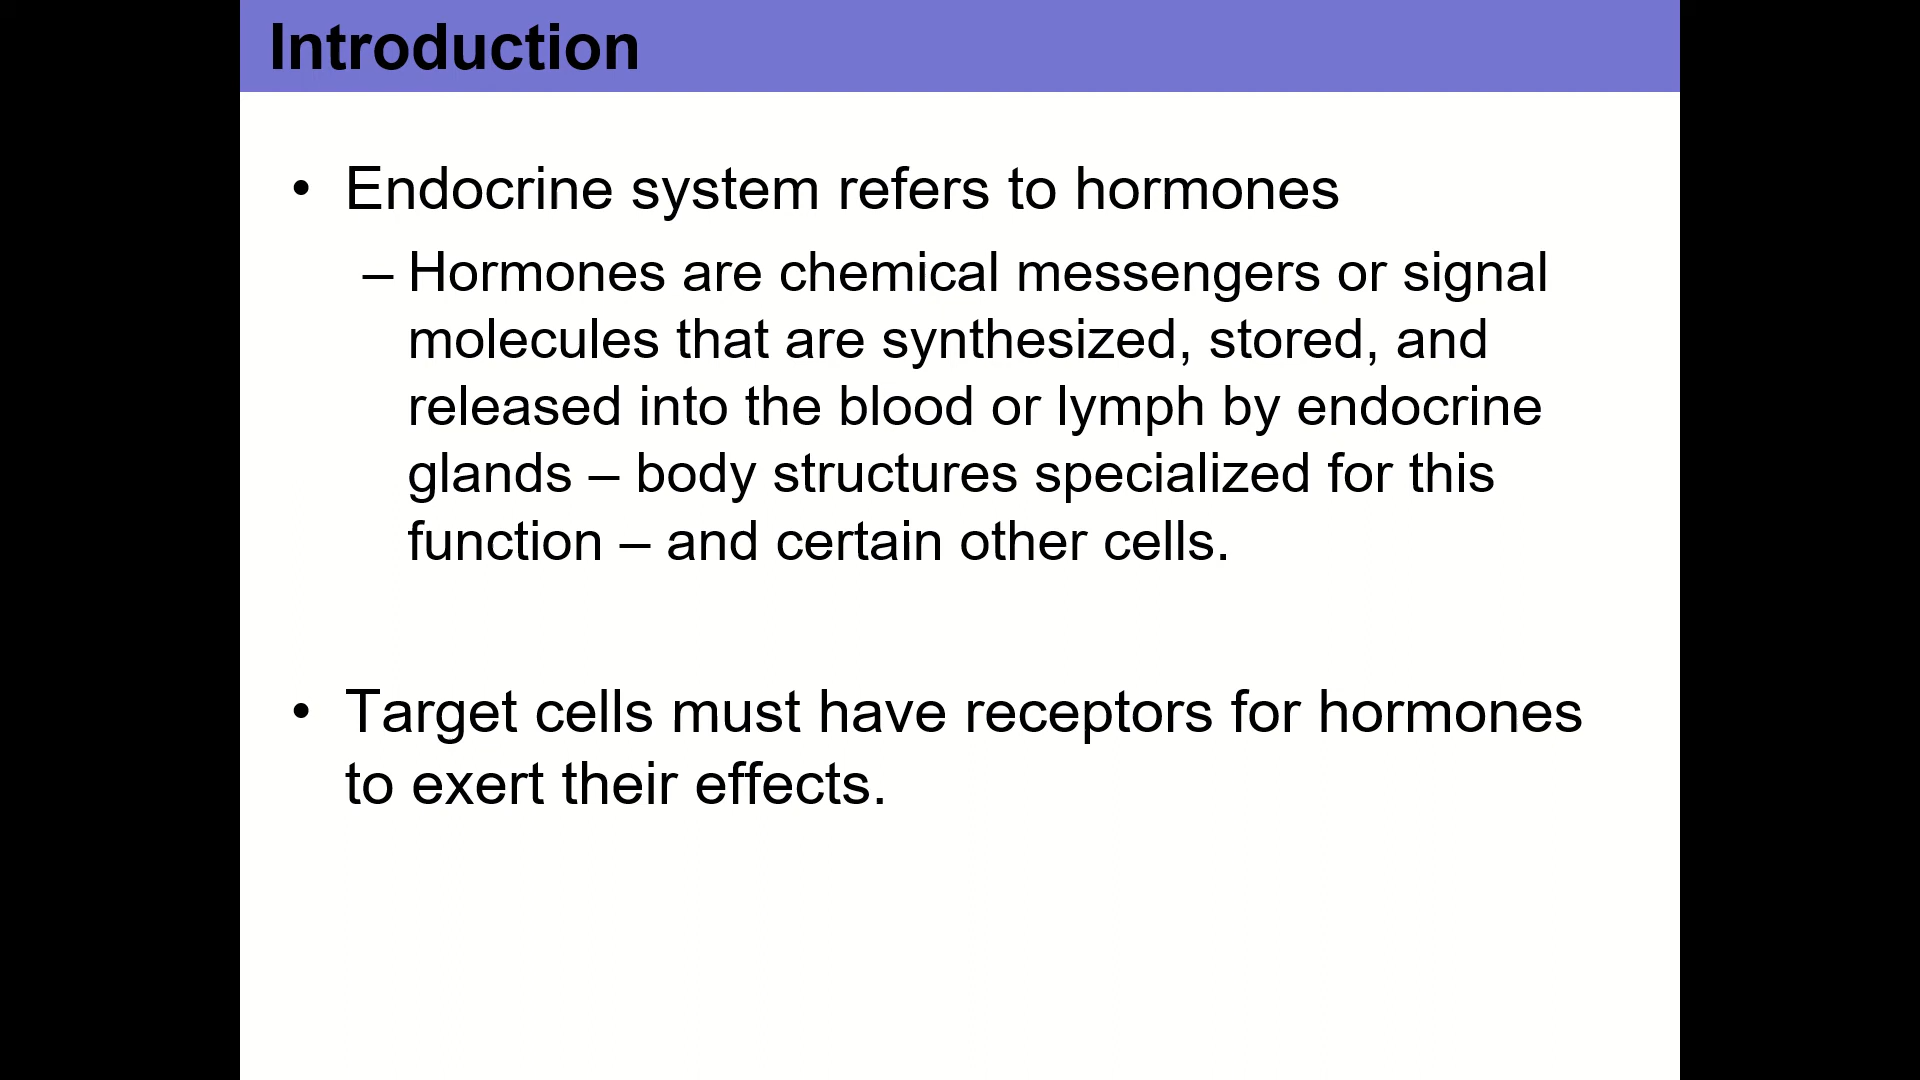 Introduction
• Endocrine system refers to hormones
– Hormones are chemical messengers or signal
molecules that are synthesized, stored, and
released into the blood or lymph by endocrine
glands – body structures specialized for this
function – and certain other cells.
• Target cells must have receptors for hormones
to exert their effects.